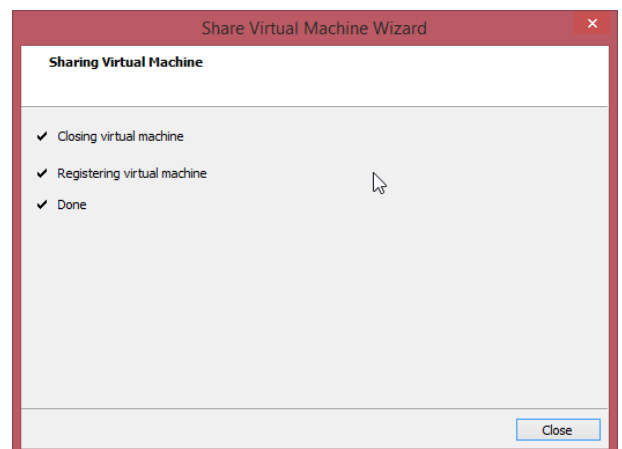 Share Virtual Machine Wizard
Sharing Virtual Machine
Closing virtual machine
Registering virtual machine
Done
Close